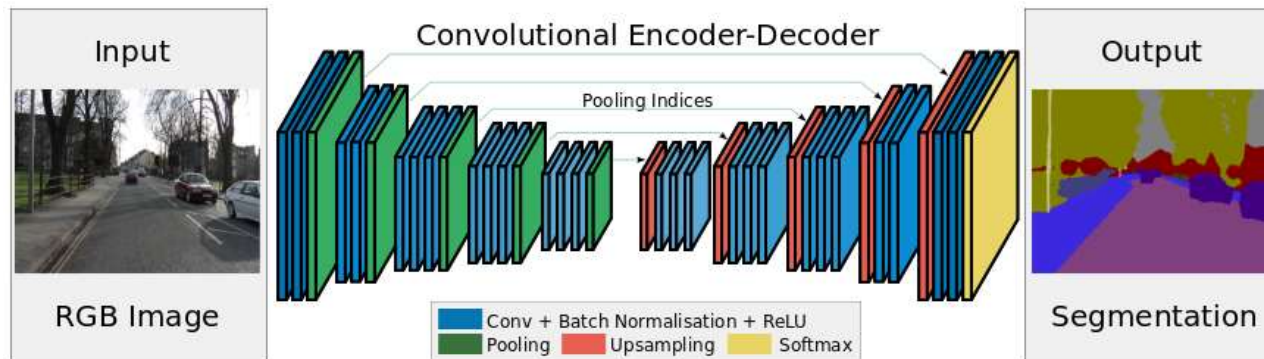 Input
RGB Image
Convolutional Encoder-Decoder
Pooling Indices
Conv + Batch Normalisation + ReLU
Pooling
Upsampling
Softmax
Output
Segmentation